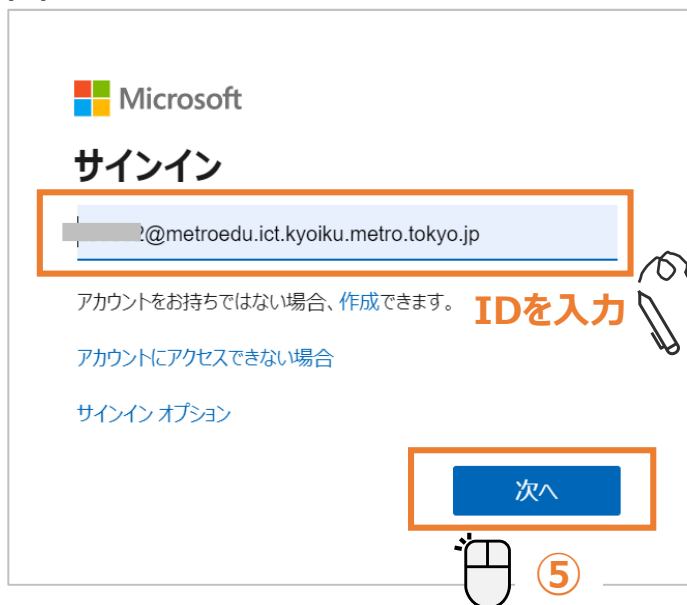 Microsoft
サインイン
@metroedu.ict.kyoiku.metro.tokyo.jp
アカウントをお持ちではない場合、作成できます。
IDを入力
アカウントにアクセスできない場合
サインイン オプション
次へ
⑤